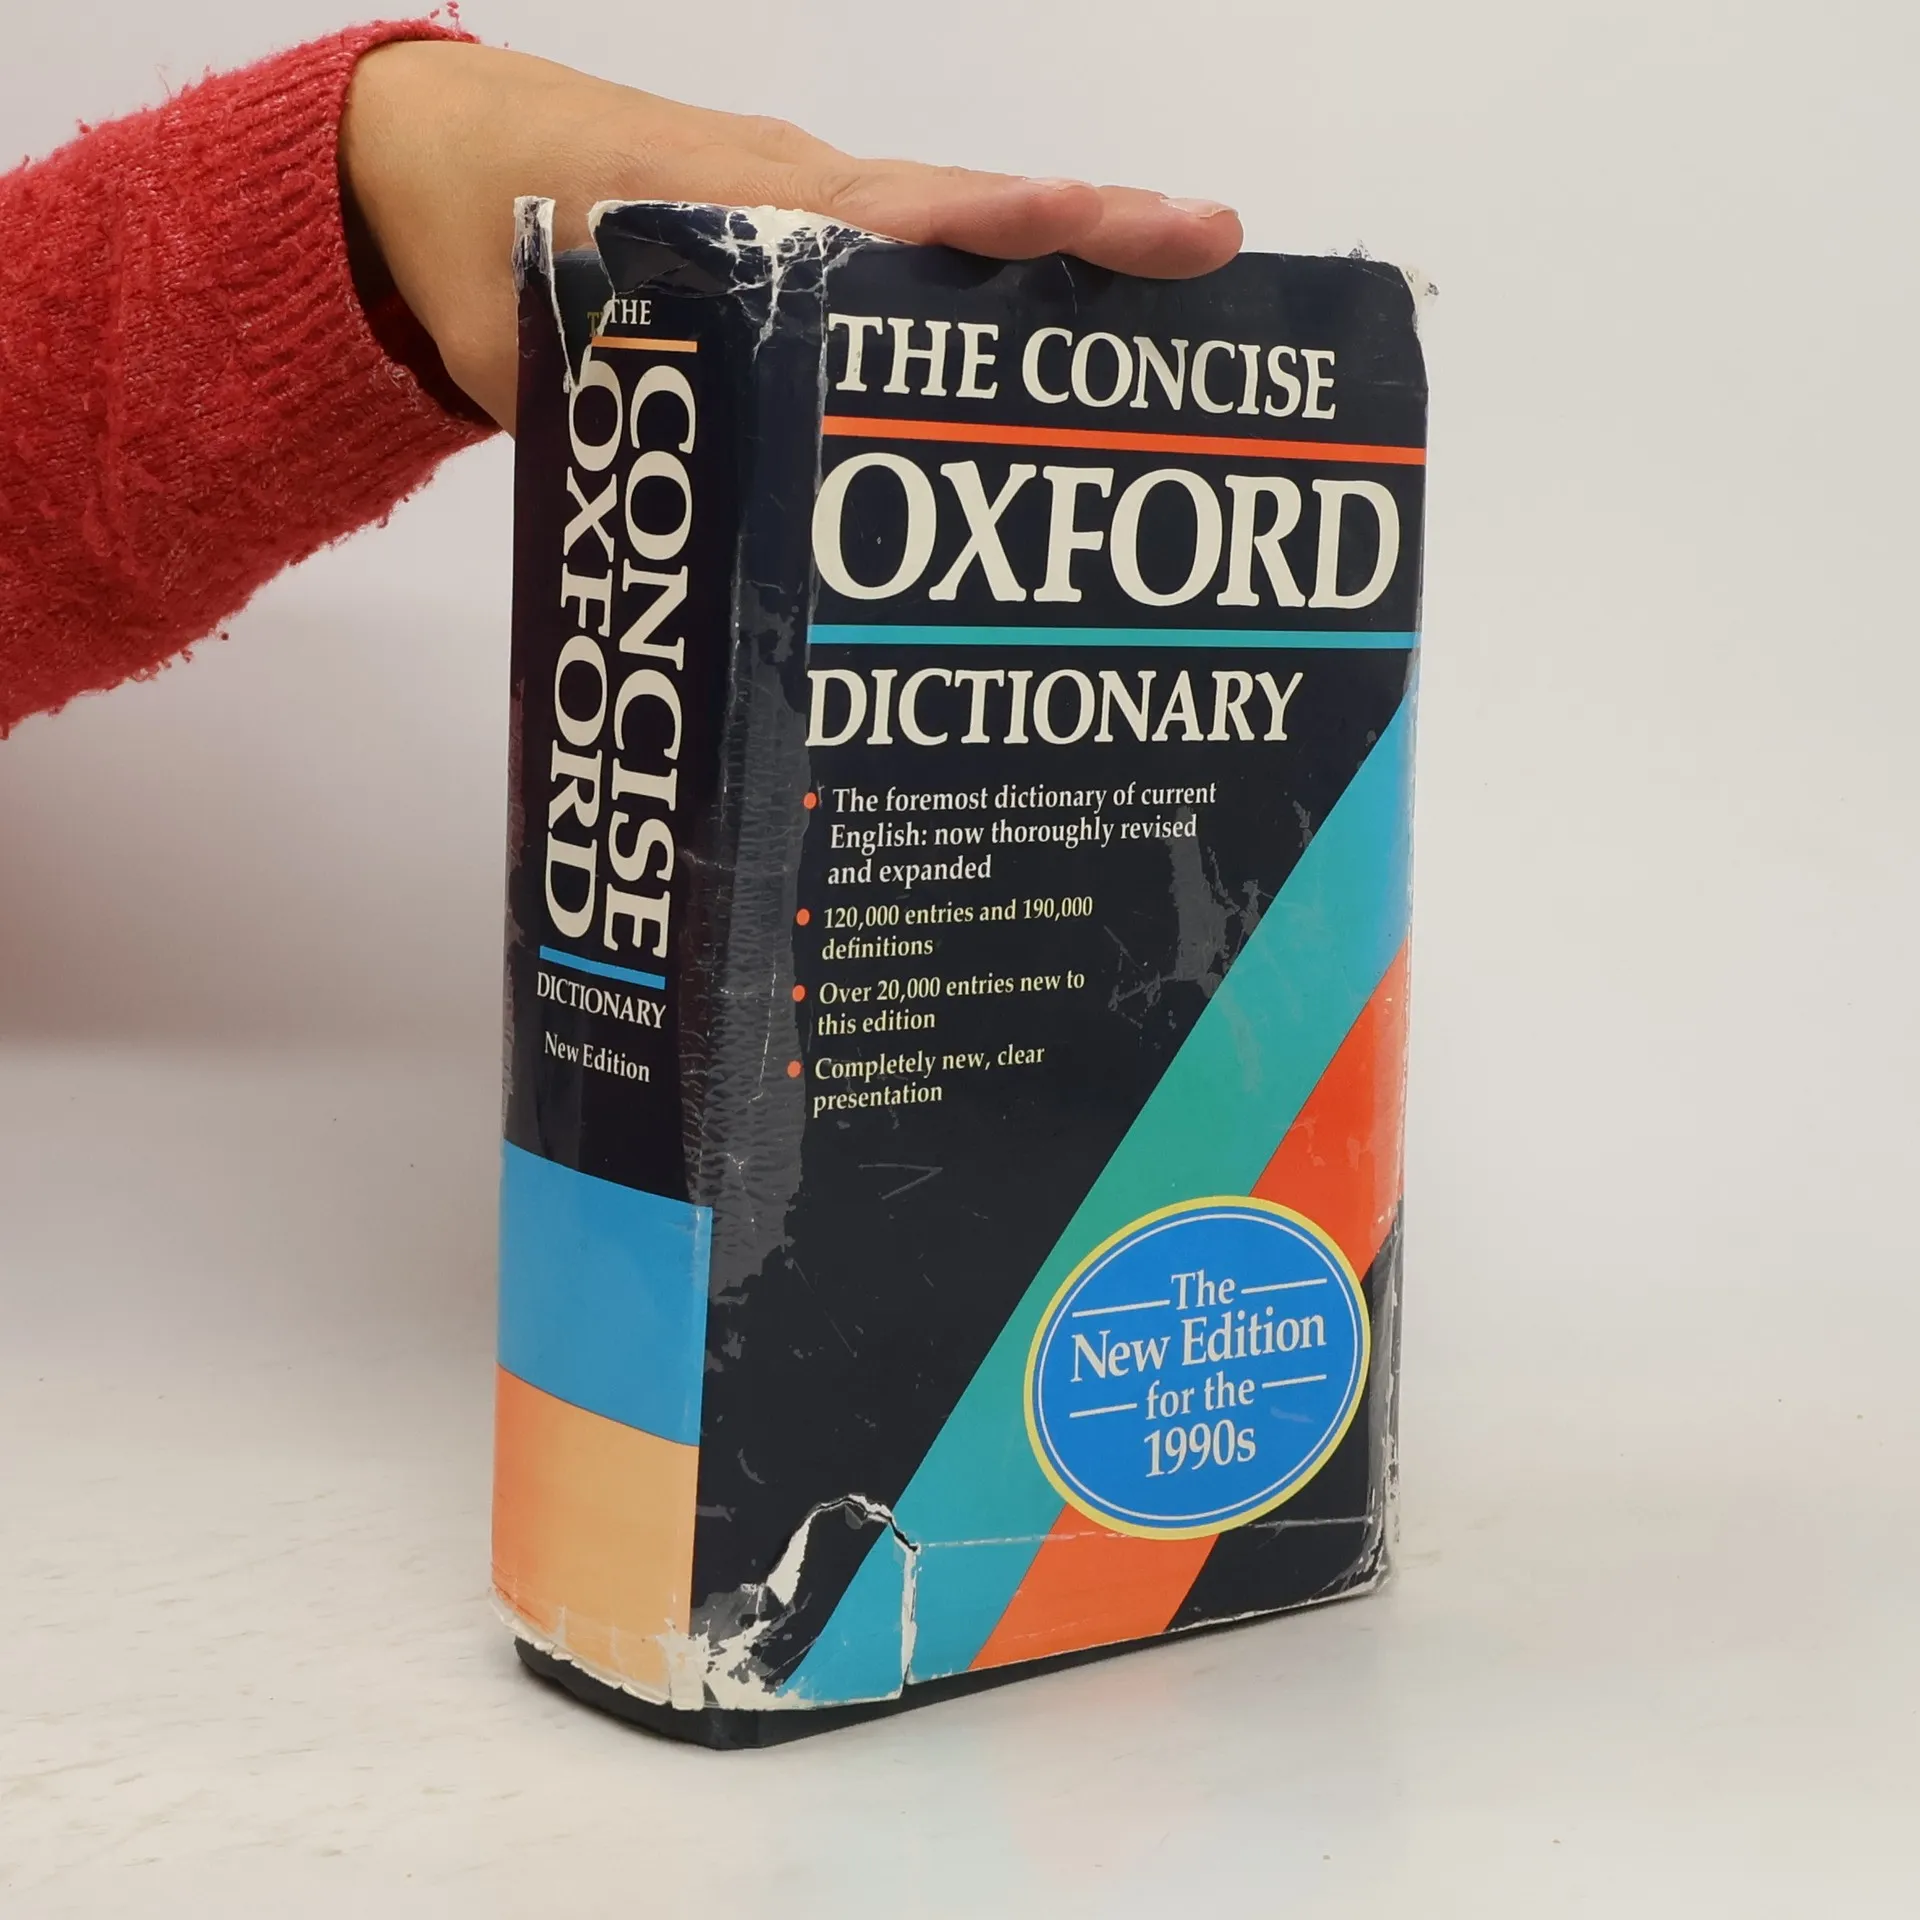 THE
CONCISE
OXFORD
DICTIONARY
New Edition
THE CONCISE
OXFORD
DICTIONARY
The foremost dictionary of current
English: now thoroughly revised
and expanded
120,000 entries and 190,000
definitions
Over 20,000 entries new to
this edition
Completely new, clear
presentation
The
New Edition
for the
1990s